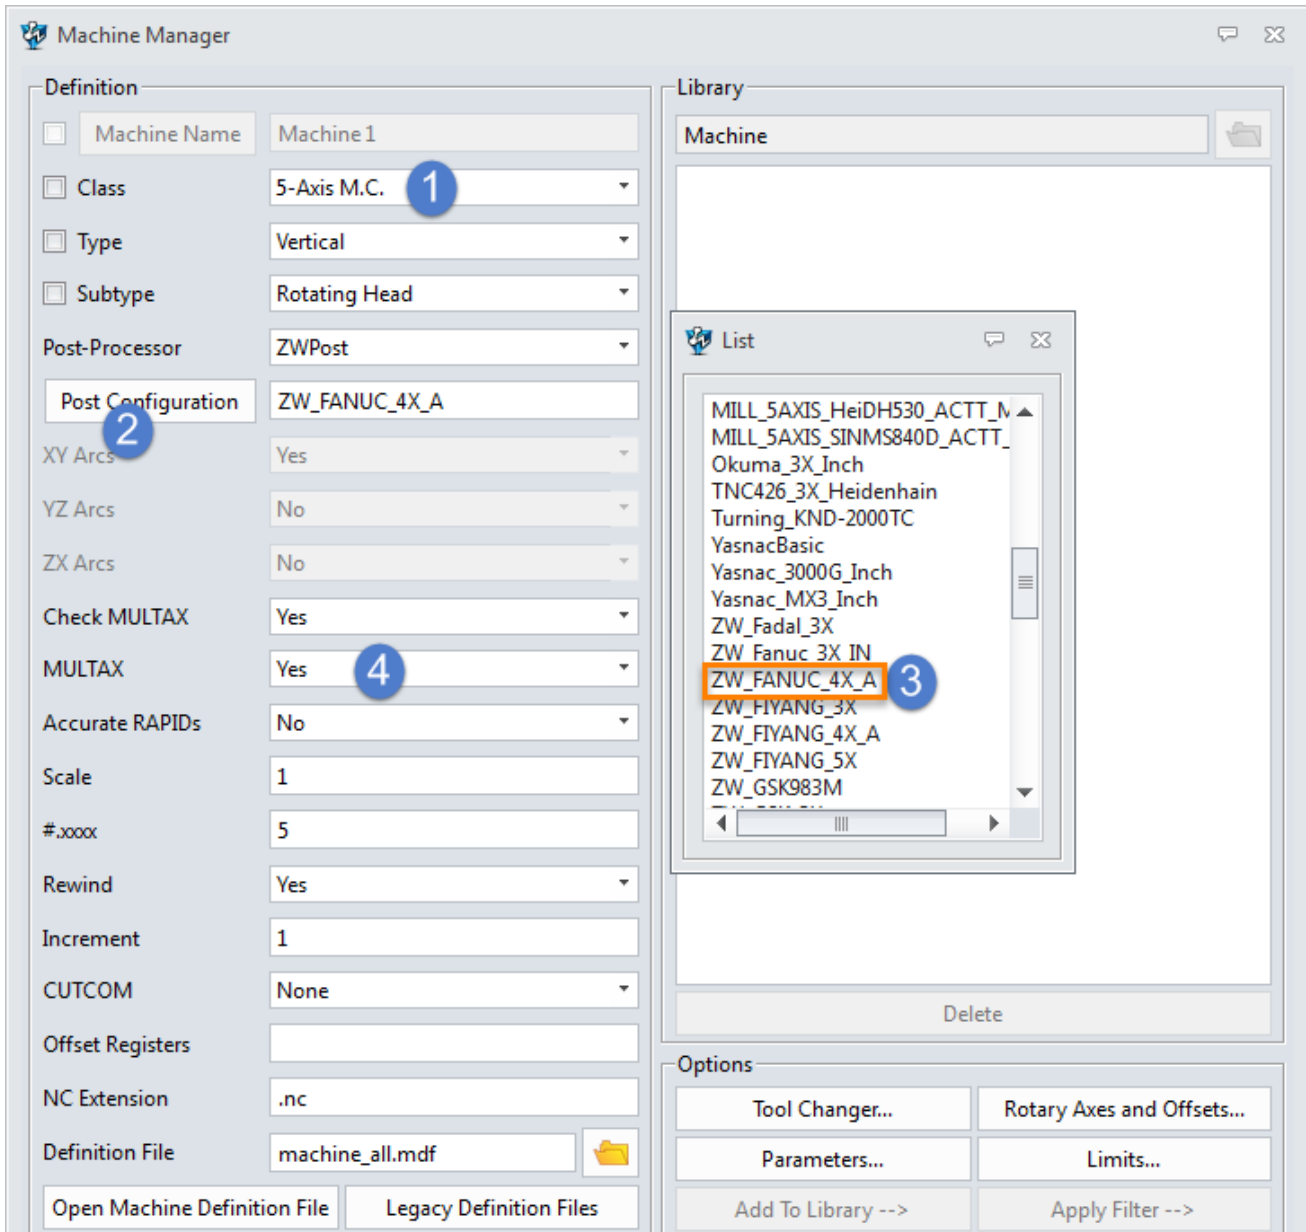 Machine Manager
Definition
Machine Name Machine 1
Class 5-Axis M.C. 1
Type Vertical
Subtype Rotating Head
Post-Processor ZWPost
Post Configuration ZW_FANUC_4X_A
2
XY Arcs Yes
YZ Arcs No
ZX Arcs No
Check MULTAX Yes
MULTAX Yes 4
Accurate RAPIDs No
Scale 1
#.xxxx 5
Rewind Yes
Increment 1
CUTCOM None
Offset Registers
NC Extension .nc
Definition File machine_all.mdf
Open Machine Definition File Legacy Definition Files
Library
Machine
List
MILL_5AXIS_HeiDH530_ACTT_M
MILL_5AXIS_SINMS840D_ACTT_
Okuma_3X_Inch
TNC426_3X_Heidenhain
Turning_KND-2000TC
YasnacBasic
Yasnac_3000G_Inch
Yasnac_MX3_Inch
ZW_Fadal_3X
ZW_Fanuc_3X_IN
ZW_FANUC_4X_A 3
ZW_FIYANG_3X
ZW_FIYANG_4X_A
ZW_FIYANG_5X
ZW_GSK983M
Delete
Options
Tool Changer... Rotary Axes and Offsets...
Parameters... Limits...
Add To Library --> Apply Filter -->